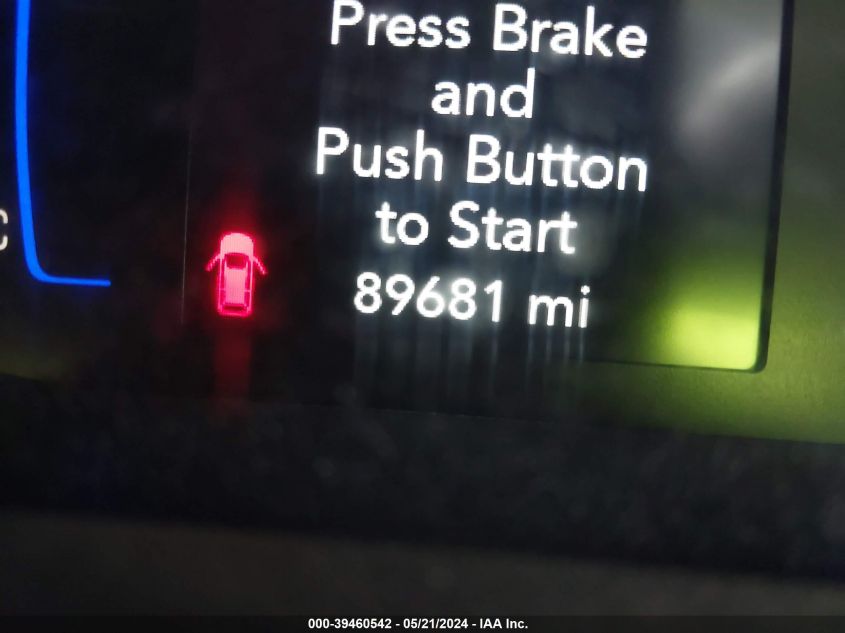 Press Brake
and
Push Button
to Start
C
89681 mi
000-39460542 - 05/21/2024 - IAA Inc.